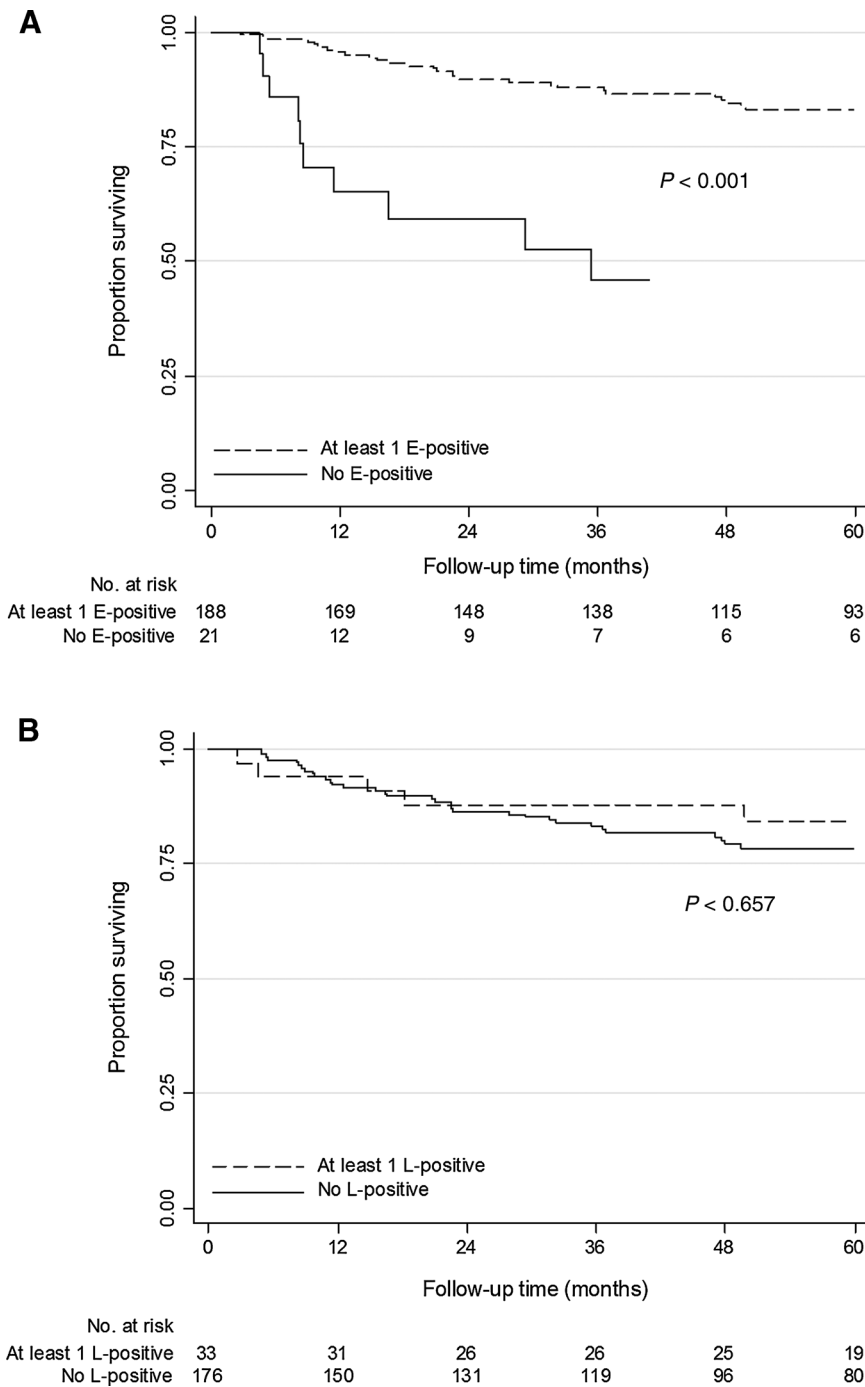 A
1.00
0.75
0.50
0.25
0.00
Proportion surviving
P < 0.001
At least 1 E-positive
No E-positive
0 12 24 36 48 60
Follow-up time (months)
No. at risk
At least 1 E-positive 188 169 148 138 115 93
No E-positive 21 12 9 7 6 6
B
1.00
0.75
0.50
0.25
0.00
Proportion surviving
P < 0.657
At least 1 L-positive
No L-positive
0 12 24 36 48 60
Follow-up time (months)
No. at risk
At least 1 L-positive 33 31 26 26 25 19
No L-positive 176 150 131 119 96 80